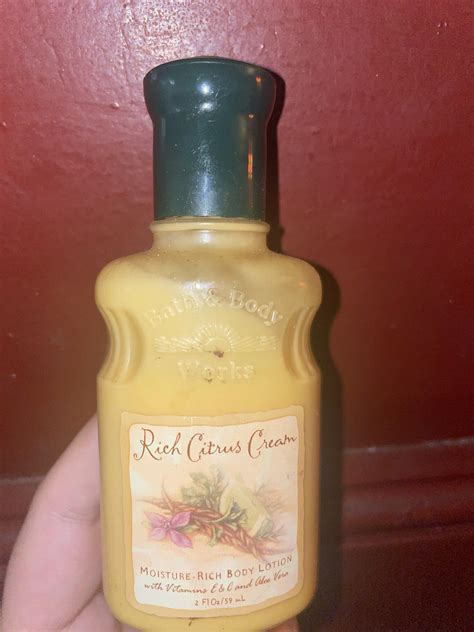 Bath & Body
Works
Rich Citrus Cream
MOISTURE-RICH BODY LOTION
with Vitamins E & C and Aloe Vera
2 Fl Oz/59 mL